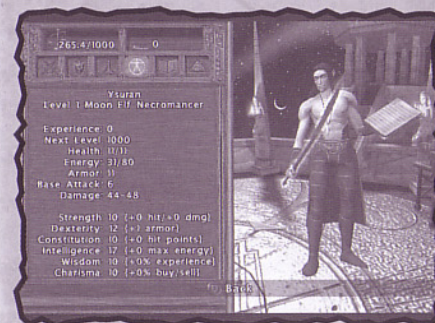 265.4/1000 0
Ysuran
Level 1 Moon Elf Necromancer
Experience 0
Next Level 1000
Health 11/11
Energy 31/80
Armor 11
Base Attack 6
Damage 44-48
Strength 10 [+0 hit/+0 dmg]
Dexterity 12 [+1 armor]
Constitution 10 [+0 hit points]
Intelligence 17 [+0 max energy]
Wisdom 10 [+0% experience]
Charisma 10 [+0% buy/sell]
Back